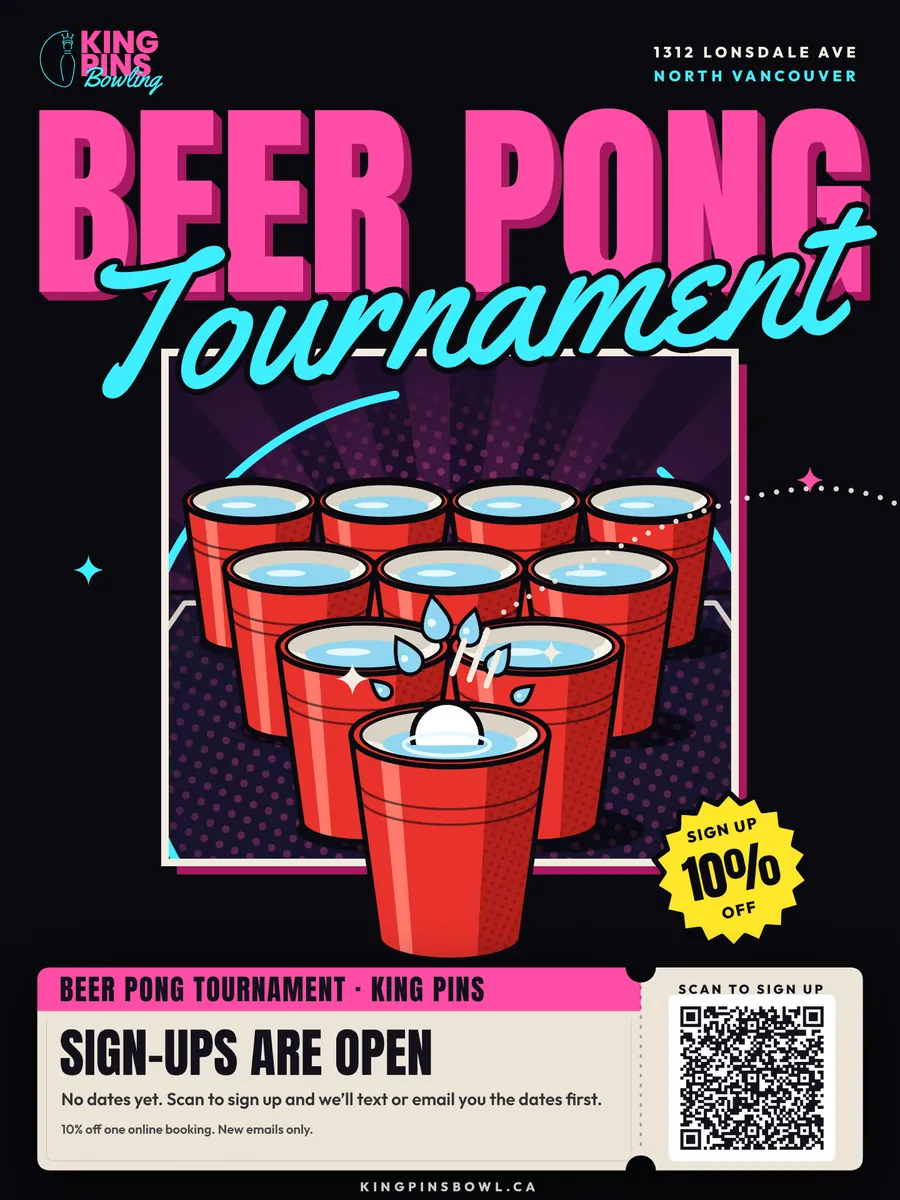 KING
PINS
Bowling
1312 LONSDALE AVE
NORTH VANCOUVER
BEER PONG
Tournament
SIGN UP
10%
OFF
BEER PONG TOURNAMENT · KING PINS
SIGN-UPS ARE OPEN
No dates yet. Scan to sign up and we’ll text or email you the dates first.
10% off one online booking. New emails only.
SCAN TO SIGN UP
KINGPINSBOWL.CA